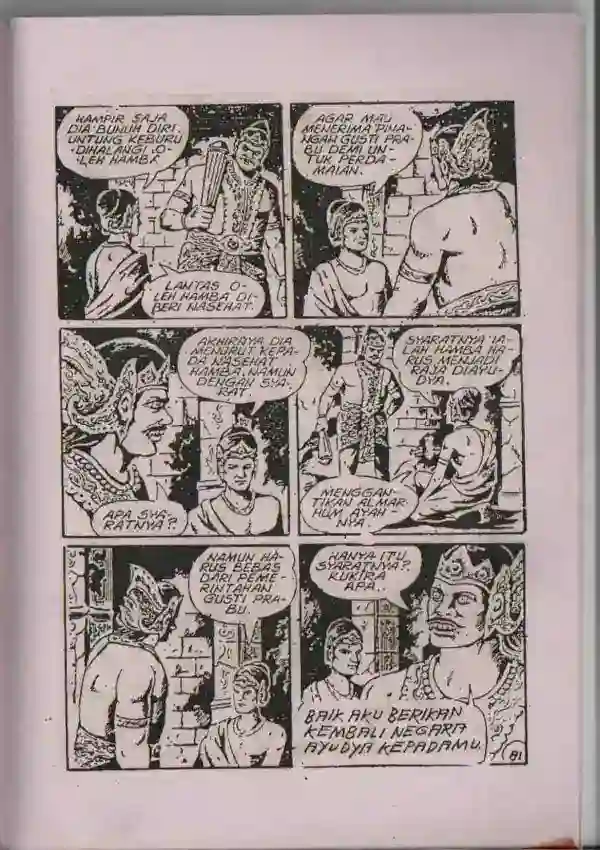 HAMPIR SAJA
DIA BUNUH DIRI.
UNTUNG KEBURU
DIHALANGI O-
LEH HAMBA
LANTAS O-
LEH HAMBA DI-
BERI NASEHAT.
AGAR MAU
MENERIMA PINA-
NGAN GUSTI PRA-
BU DEMI UN-
TUK PERDA-
MAIAN.
AKHIRNYA DIA
MENURUT KEPA-
DA NASEHAT
HAMBA NAMUN
DENGAN SYA-
RAT.
APA SYA-
RATNYA?
SYARATNYA IA-
LAH HAMBA HA-
RUS MENJADI
RAJA DIAYU-
DYA.
MENGGAN-
TIKAN ALMAR-
HUM AYAH
NYA.
NAMUN HA-
RUS BEBAS
DARI PEME-
RINTAHAN
GUSTI PRA-
BU.
HANYA ITU
SYARATNYA?
KUKIRA
APA..
BAIK AKU BERIKAN
KEMBALI NEGARA
AYUDYA KEPADAMU.
81